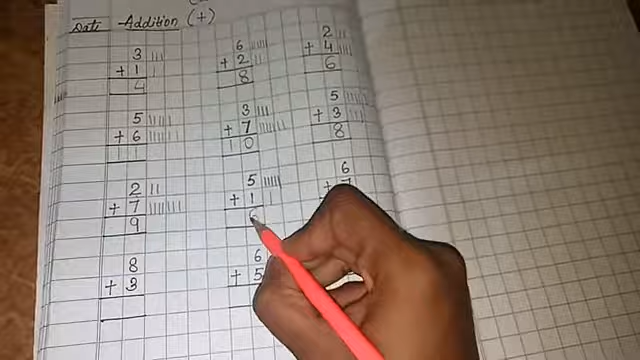 Date Addition (+)
3 6 2
+ 1 + 2 + 4
4 8 6
5 3 5
+ 6 + 7 + 3
11 10 8
2 5 6
+ 7 + 1 +
9 6
8 6
+ 3 + 5